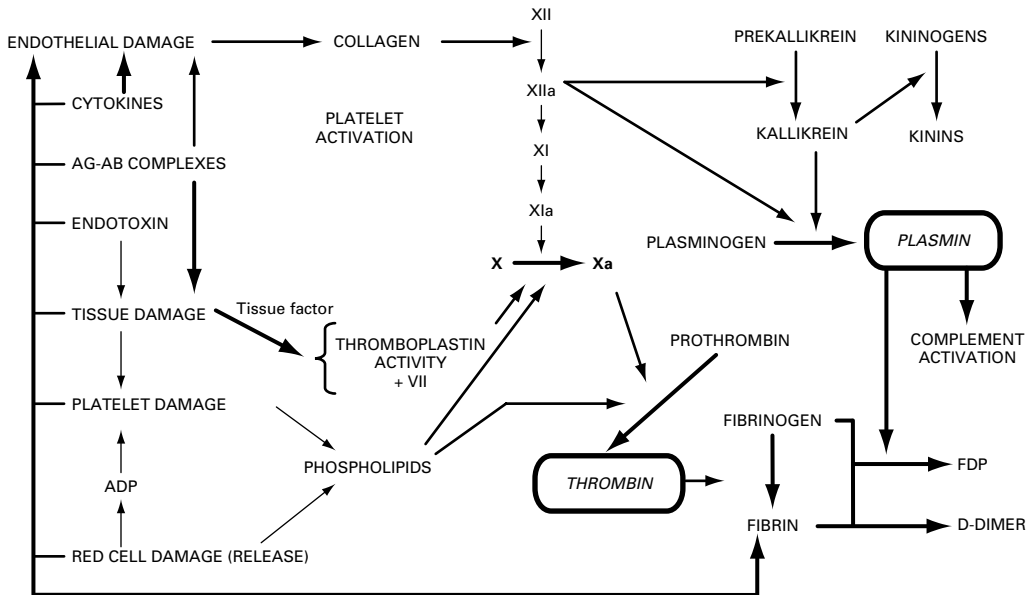 XII
ENDOTHELIAL DAMAGE
COLLAGEN
PREKALLIKREIN
KININOGENS
CYTOKINES
XIIa
PLATELET
ACTIVATION
KALLIKREIN
KININS
AG-AB COMPLEXES
XI
ENDOTOXIN
XIa
PLASMINOGEN
PLASMIN
X
Xa
TISSUE DAMAGE
Tissue factor
THROMBOPLASTIN
ACTIVITY
+ VII
PROTHROMBIN
COMPLEMENT
ACTIVATION
PLATELET DAMAGE
FIBRINOGEN
PHOSPHOLIPIDS
FDP
ADP
THROMBIN
FIBRIN
D-DIMER
RED CELL DAMAGE (RELEASE)